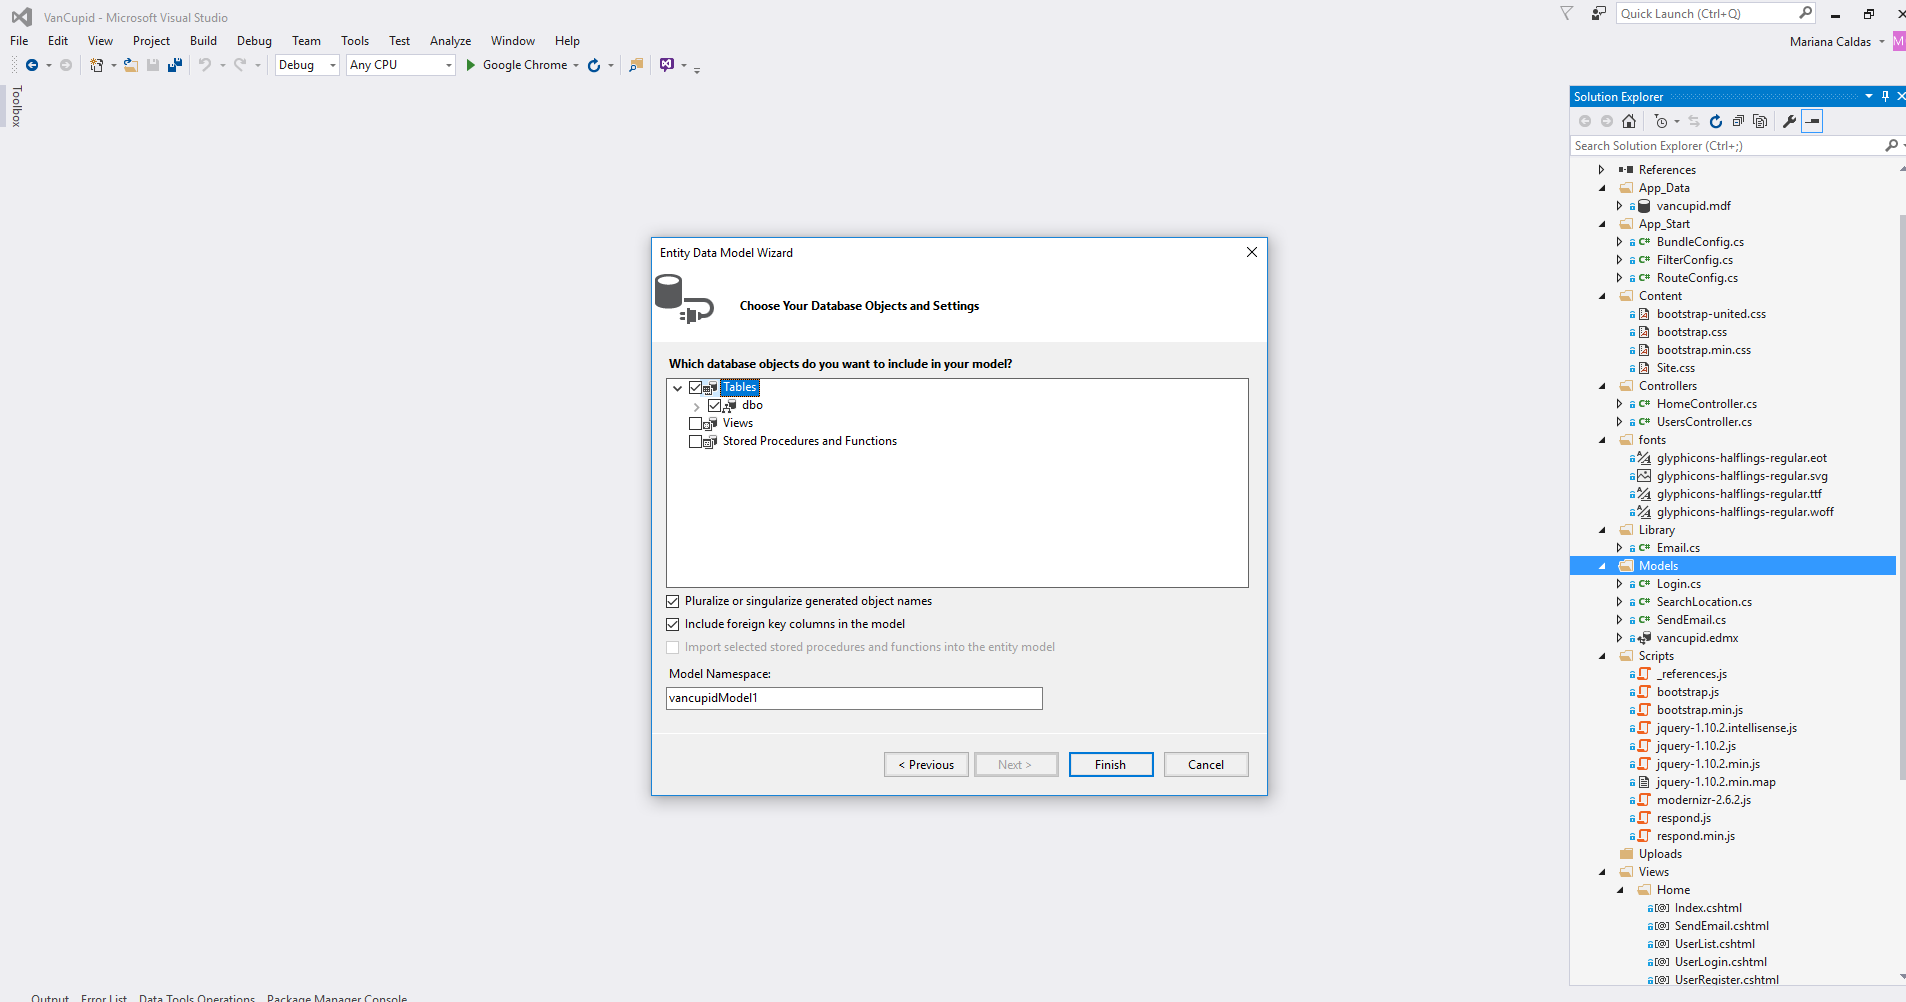 VanCupid - Microsoft Visual Studio
Quick Launch (Ctrl+Q)
File Edit View Project Build Debug Team Tools Test Analyze Window Help
Mariana Caldas
M
Debug
Any CPU
Google Chrome
Toolbox
Solution Explorer
Search Solution Explorer (Ctrl+;)
References
App_Data
vancupid.mdf
App_Start
BundleConfig.cs
FilterConfig.cs
RouteConfig.cs
Content
bootstrap-united.css
bootstrap.css
bootstrap.min.css
Site.css
Controllers
HomeController.cs
UsersController.cs
fonts
glyphicons-halflings-regular.eot
glyphicons-halflings-regular.svg
glyphicons-halflings-regular.ttf
glyphicons-halflings-regular.woff
Library
Email.cs
Models
Login.cs
SearchLocation.cs
SendEmail.cs
vancupid.edmx
Scripts
_references.js
bootstrap.js
bootstrap.min.js
jquery-1.10.2.intellisense.js
jquery-1.10.2.js
jquery-1.10.2.min.js
jquery-1.10.2.min.map
modernizr-2.6.2.js
respond.js
respond.min.js
Uploads
Views
Home
Index.cshtml
SendEmail.cshtml
UserList.cshtml
UserLogin.cshtml
UserRegister.cshtml
Entity Data Model Wizard
Choose Your Database Objects and Settings
Which database objects do you want to include in your model?
Tables
dbo
Views
Stored Procedures and Functions
Pluralize or singularize generated object names
Include foreign key columns in the model
Import selected stored procedures and functions into the entity model
Model Namespace:
vancupidModel1
< Previous
Next >
Finish
Cancel
Output Error List Data Tools Operations Package Manager Console